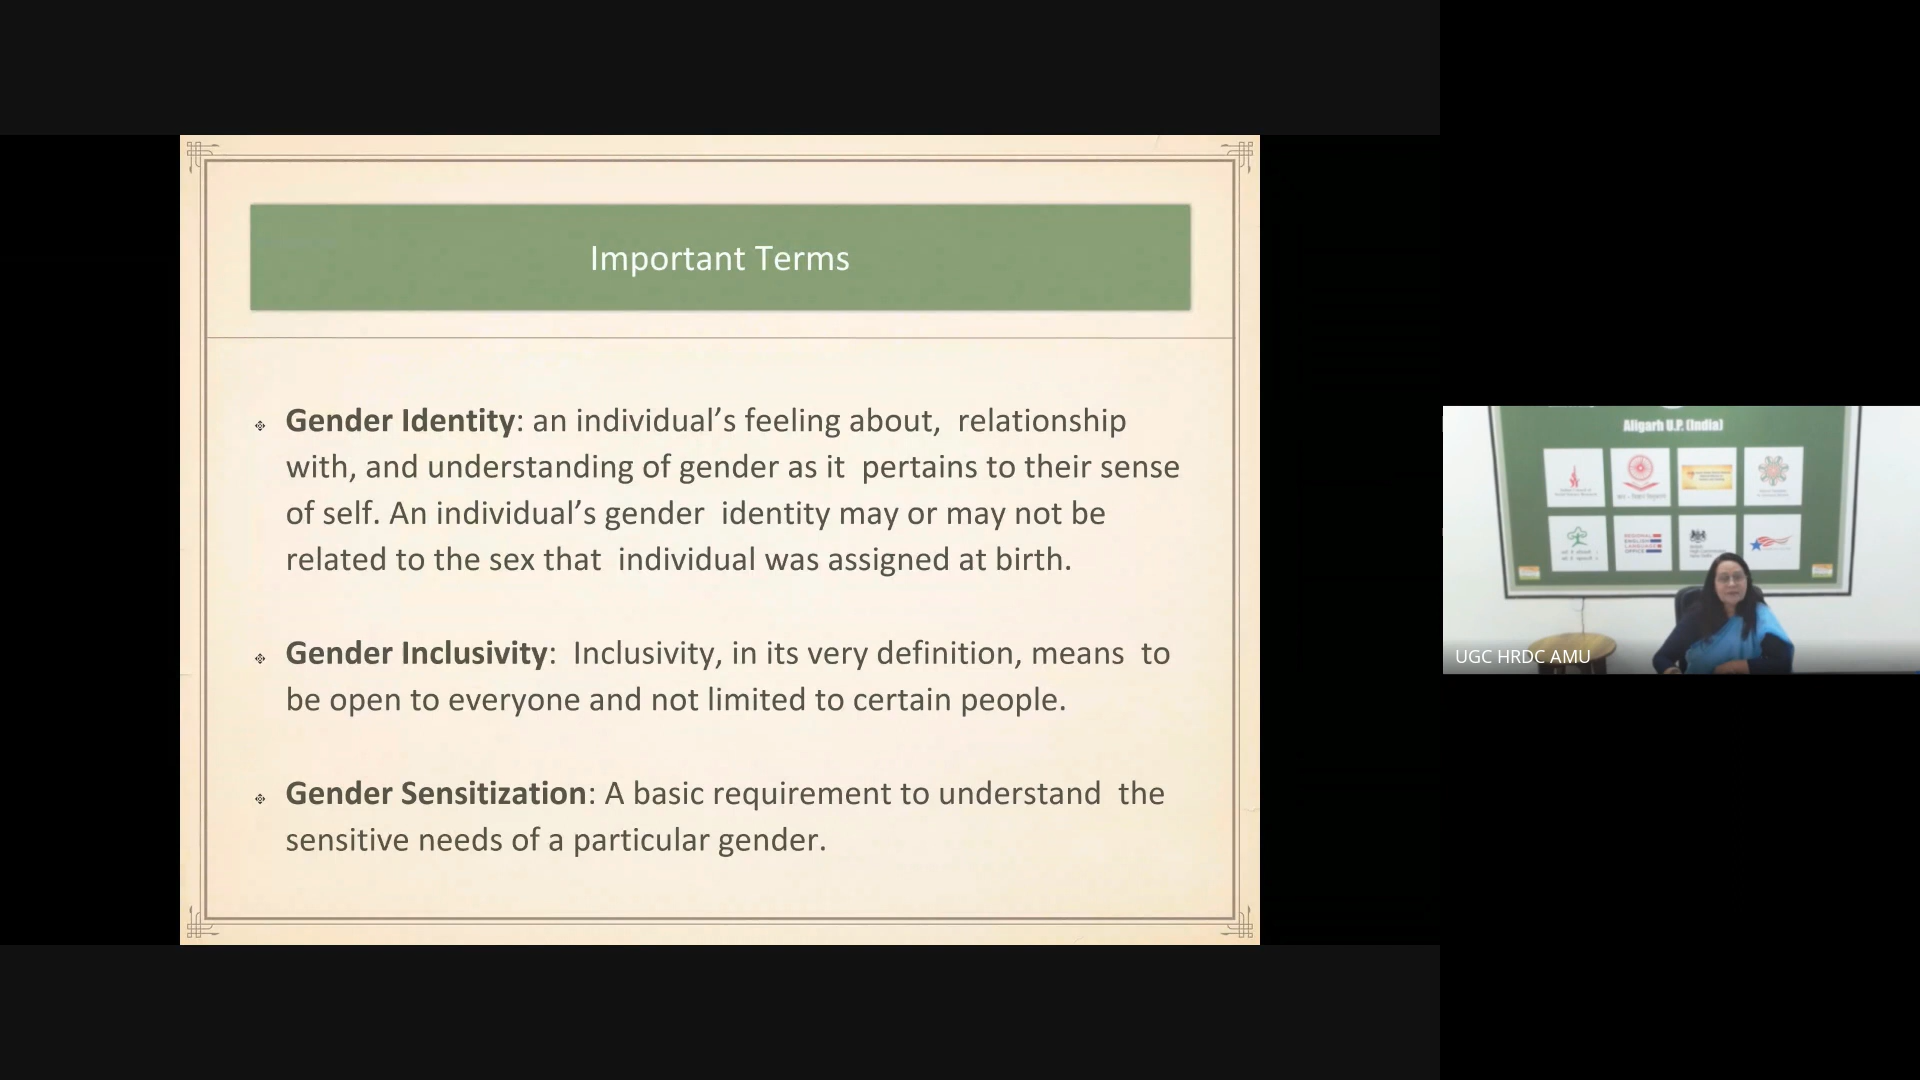 Important Terms
Gender Identity: an individual’s feeling about, relationship
with, and understanding of gender as it pertains to their sense
of self. An individual’s gender identity may or may not be
related to the sex that individual was assigned at birth.
Gender Inclusivity: Inclusivity, in its very definition, means to
be open to everyone and not limited to certain people.
Gender Sensitization: A basic requirement to understand the
sensitive needs of a particular gender.
Aligarh U.P. (India)
REGIONAL
ENGLISH
LANGUAGE
OFFICE
UGC HRDC AMU